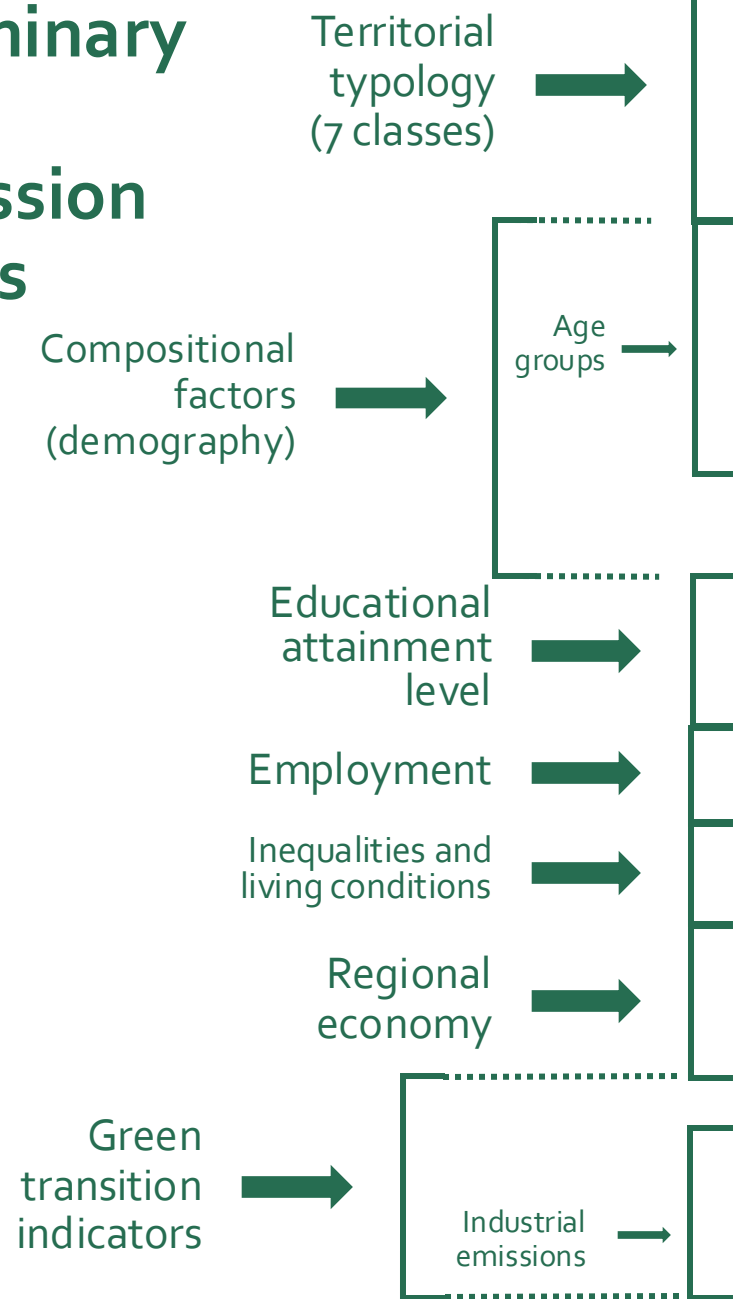 minary
ssion
s
Territorial
typology
(7 classes)
Compositional
factors
(demography)
Age
groups
Educational
attainment
level
Employment
Inequalities and
living conditions
Regional
economy
Green
transition
indicators
Industrial
emissions